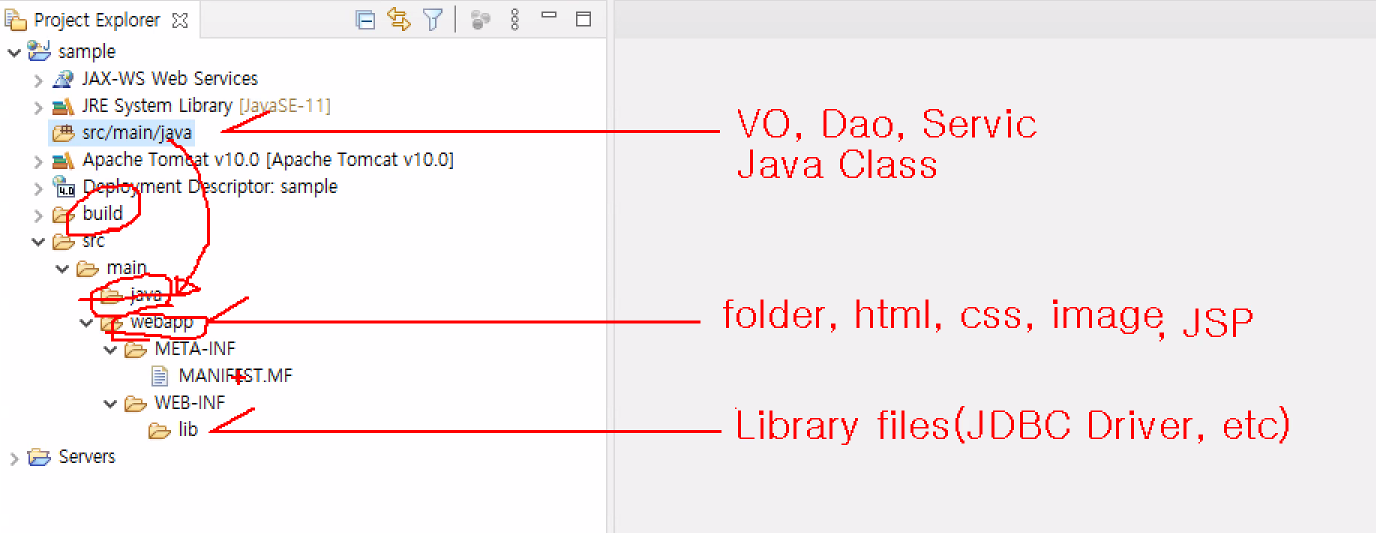 Project Explorer
sample
JAX-WS Web Services
JRE System Library [JavaSE-11]
src/main/java
Apache Tomcat v10.0 [Apache Tomcat v10.0]
4.0 Deployment Descriptor: sample
build
src
main
java
webapp
META-INF
MANIFEST.MF
WEB-INF
lib
Servers
VO, Dao, Servic
Java Class
folder, html, css, image, JSP
Library files(JDBC Driver, etc)